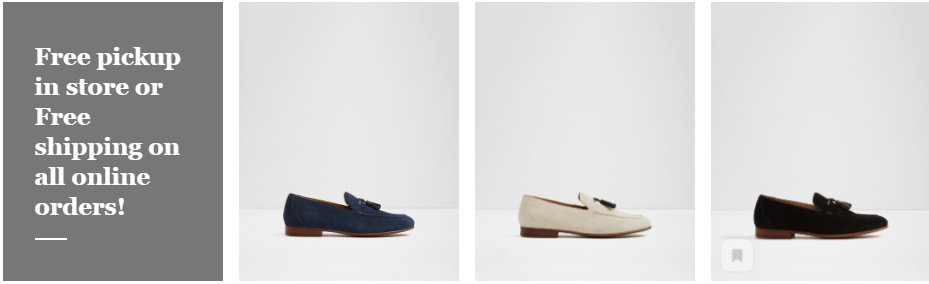 Free pickup
in store or
Free
shipping on
all online
orders!